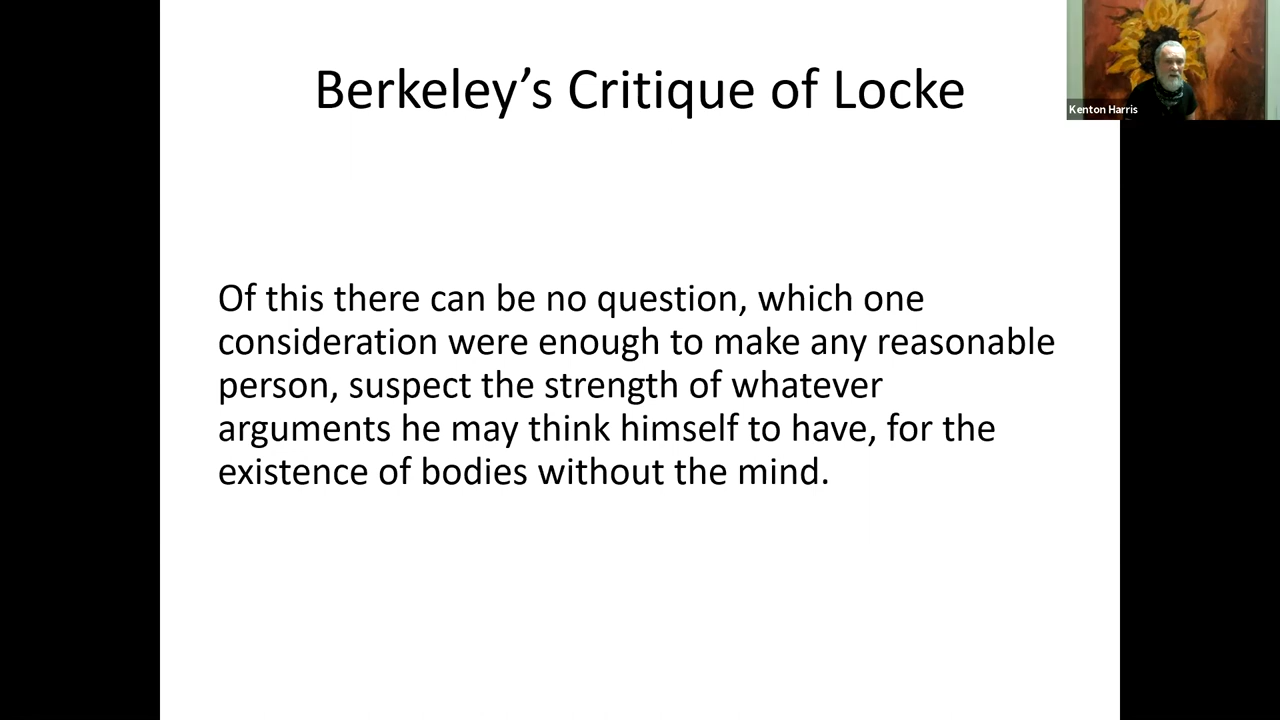 Berkeley’s Critique of Locke
Kenton Harris
Of this there can be no question, which one
consideration were enough to make any reasonable
person, suspect the strength of whatever
arguments he may think himself to have, for the
existence of bodies without the mind.